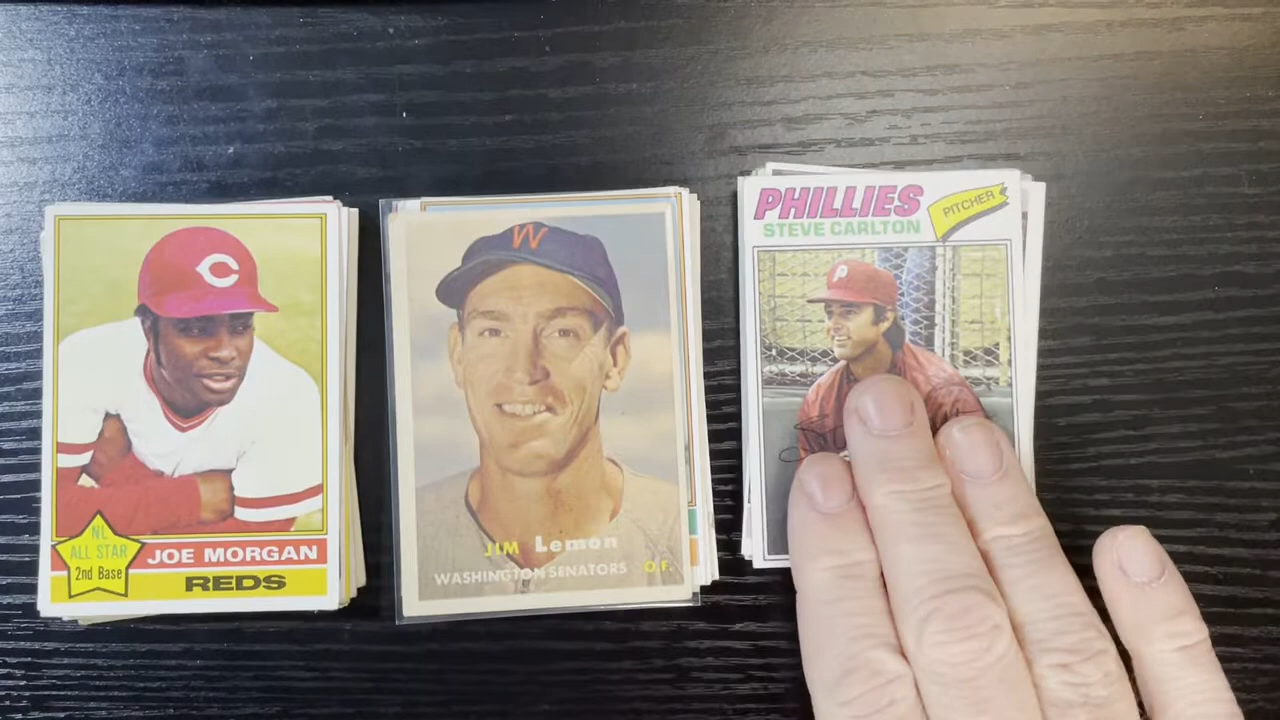 C
NL
ALL STAR
2nd Base
JOE MORGAN
REDS
W
JIM Lemon
WASHINGTON SENATORS O.F.
PHILLIES
PITCHER
STEVE CARLTON
P